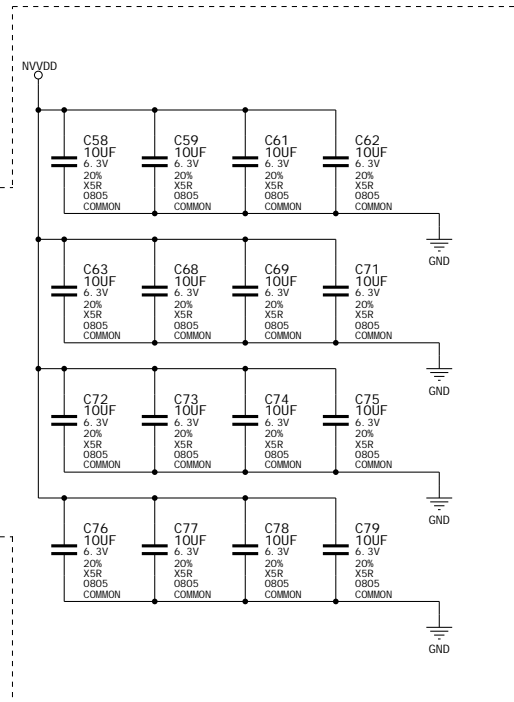 NVVDD
C58
10UF
6.3V
20%
X5R
0805
COMMON
C59
10UF
6.3V
20%
X5R
0805
COMMON
C61
10UF
6.3V
20%
X5R
0805
COMMON
C62
10UF
6.3V
20%
X5R
0805
COMMON
GND
C63
10UF
6.3V
20%
X5R
0805
COMMON
C68
10UF
6.3V
20%
X5R
0805
COMMON
C69
10UF
6.3V
20%
X5R
0805
COMMON
C71
10UF
6.3V
20%
X5R
0805
COMMON
GND
C72
10UF
6.3V
20%
X5R
0805
COMMON
C73
10UF
6.3V
20%
X5R
0805
COMMON
C74
10UF
6.3V
20%
X5R
0805
COMMON
C75
10UF
6.3V
20%
X5R
0805
COMMON
GND
C76
10UF
6.3V
20%
X5R
0805
COMMON
C77
10UF
6.3V
20%
X5R
0805
COMMON
C78
10UF
6.3V
20%
X5R
0805
COMMON
C79
10UF
6.3V
20%
X5R
0805
COMMON
GND